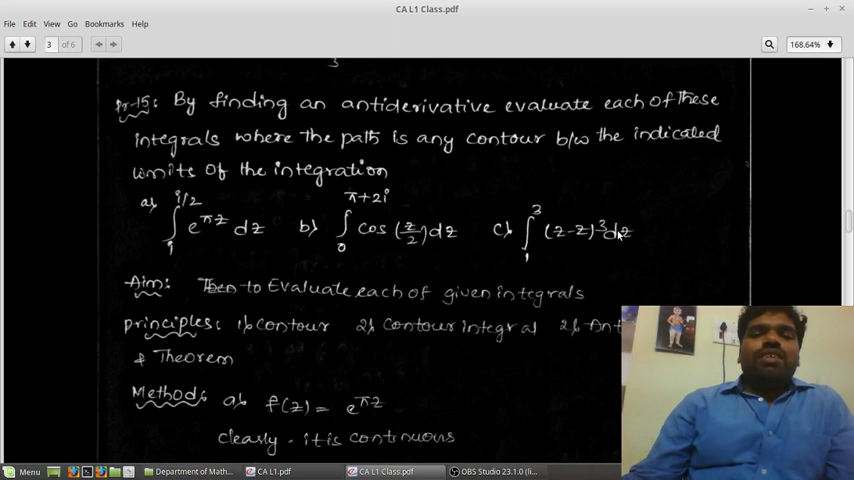 CA L1 Class.pdf
File Edit View Go Bookmarks Help
3 of 6 168.64%
3
Pr-15: By finding an antiderivative evaluate each of These
integrals where the path is any contour b/w the indicated
limits of the integration
a) ∫_i^{i/2} e^{πz} dz b) ∫_0^{π+2i} cos (z/2) dz c) ∫_1^3 (z-z)^3 dz
Aim: to Evaluate each of given integrals
principles: 1) contour 2) Contour integral 2) Ant
& Theorem
Method: a) f(z) = e^{πz}
clearly - it is continuous
Menu Department of Math... CA L1.pdf CA L1 Class.pdf OBS Studio 23.1.0 (li...